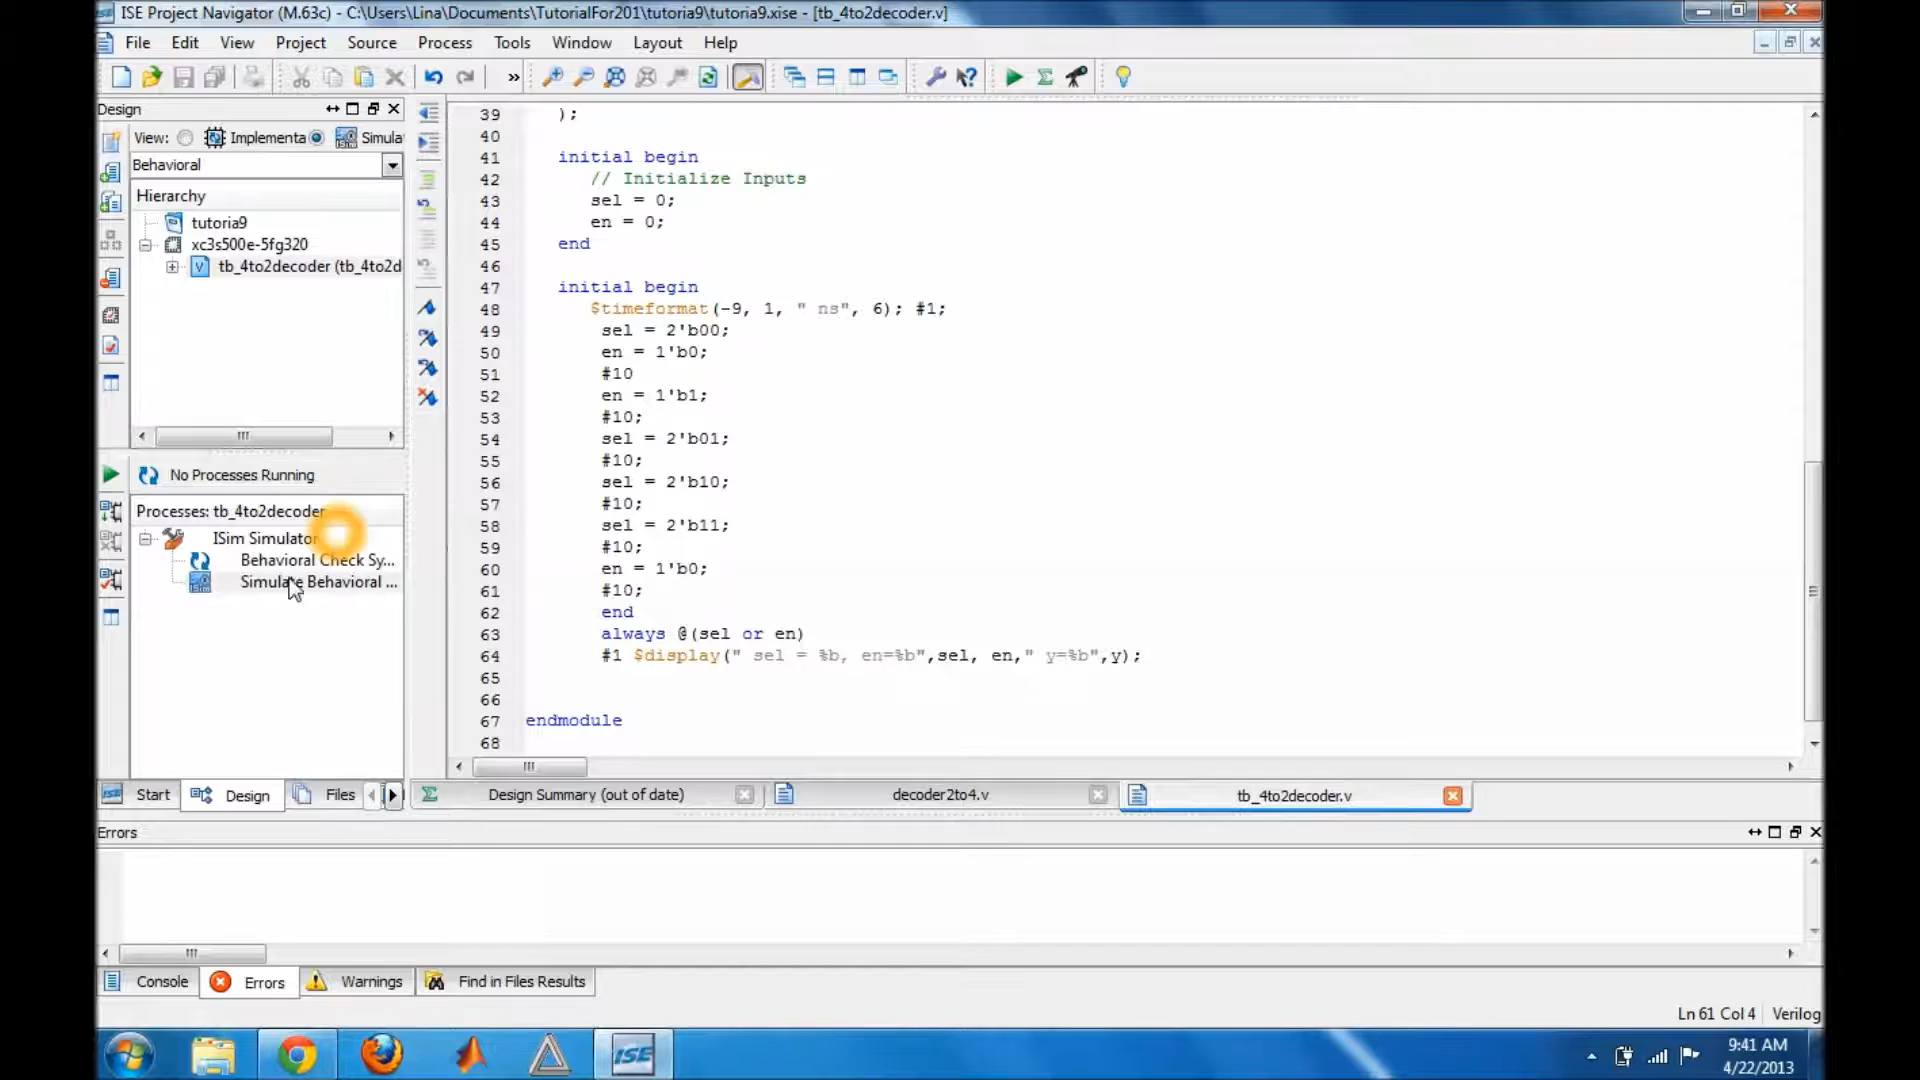 ISE Project Navigator (M.63c) - C:\Users\Lina\Documents\TutorialFor201\tutoria9\tutoria9.xise - [tb_4to2decoder.v]
File Edit View Project Source Process Tools Window Layout Help
Design
View: Implementa Simula
Behavioral
Hierarchy
tutoria9
xc3s500e-5fg320
tb_4to2decoder (tb_4to2d
No Processes Running
Processes: tb_4to2decoder
ISim Simulator
Behavioral Check Sy...
Simulate Behavioral ...
Start Design Files
39 );
40
41 initial begin
42 // Initialize Inputs
43 sel = 0;
44 en = 0;
45 end
46
47 initial begin
48 $timeformat(-9, 1, " ns", 6); #1;
49 sel = 2'b00;
50 en = 1'b0;
51 #10
52 en = 1'b1;
53 #10;
54 sel = 2'b01;
55 #10;
56 sel = 2'b10;
57 #10;
58 sel = 2'b11;
59 #10;
60 en = 1'b0;
61 #10;
62 end
63 always @(sel or en)
64 #1 $display(" sel = %b, en=%b",sel, en," y=%b",y);
65
66
67 endmodule
68
Design Summary (out of date) decoder2to4.v tb_4to2decoder.v
Errors
Console Errors Warnings Find in Files Results
Ln 61 Col 4 Verilog
ISE
9:41 AM
4/22/2013